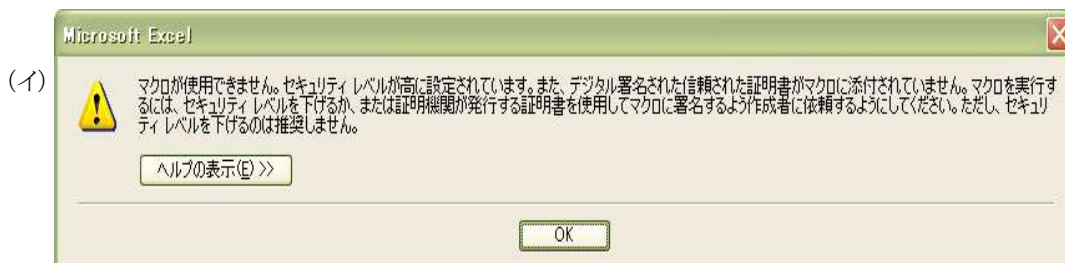 Microsoft Excel
(イ)
マクロが使用できません。セキュリティ レベルが高に設定されています。また、デジタル署名された信頼された証明書がマクロに添付されていません。マクロを実行す
るには、セキュリティ レベルを下げるか、または証明機関が発行する証明書を使用してマクロに署名するよう作成者に依頼するようにしてください。ただし、セキュリ
ティ レベルを下げるのは推奨しません。
ヘルプの表示(E) >>
OK